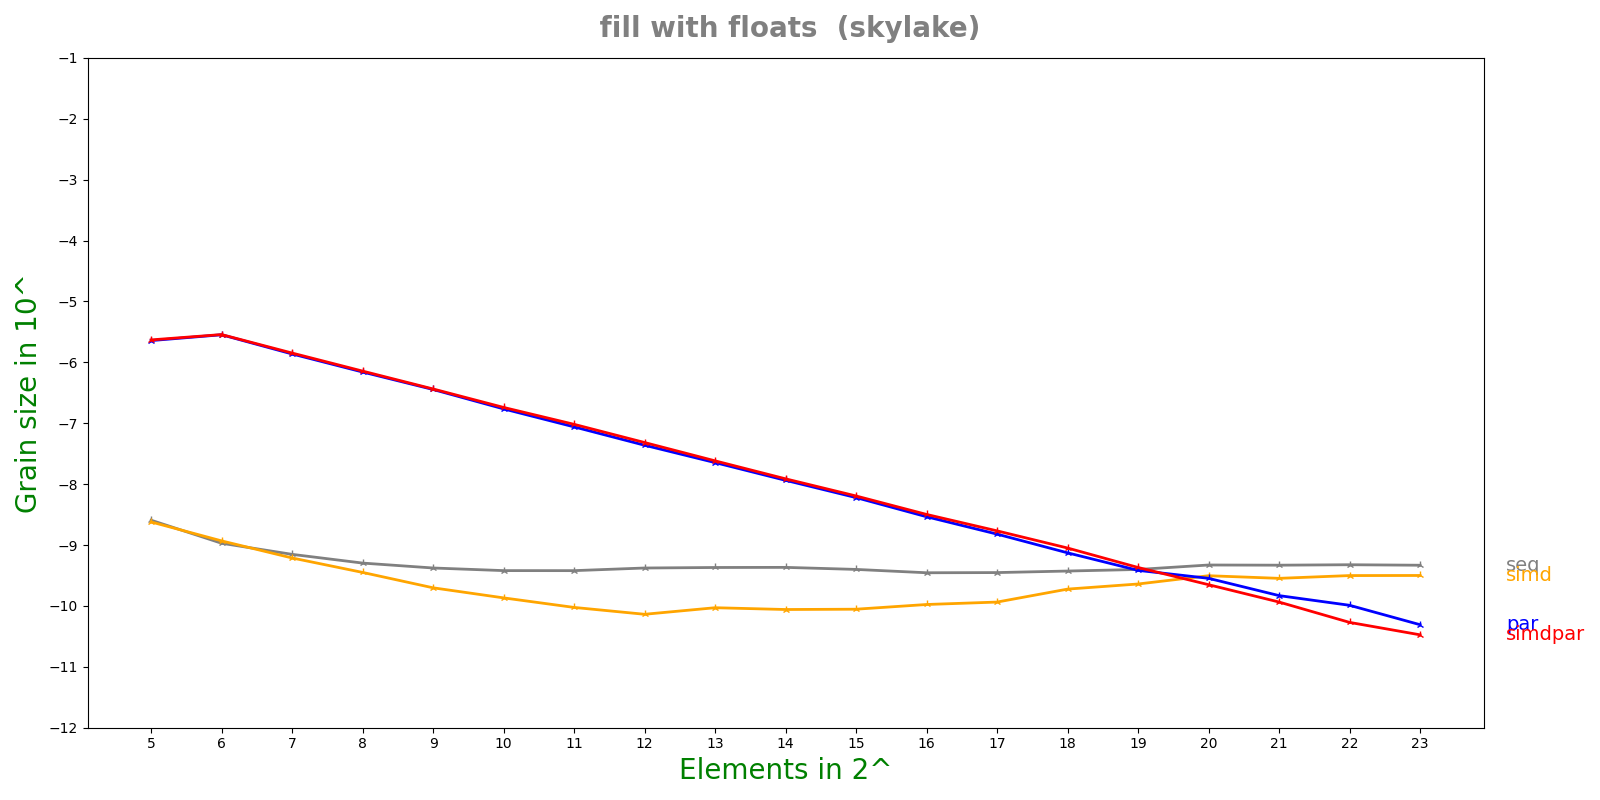 fill with floats  (skylake)
Grain size in 10^
−1
−2
−3
−4
−5
−6
−7
−8
−9
−10
−11
−12
5 6 7 8 9 10 11 12 13 14 15 16 17 18 19 20 21 22 23
Elements in 2^
seq
simd
par
simdpar